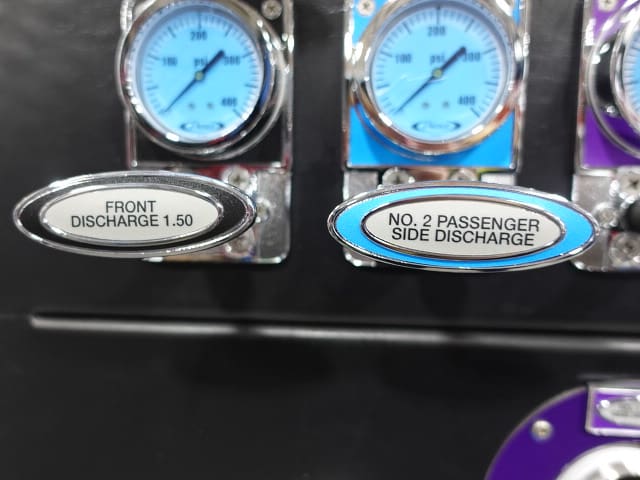 200
100
psi
300
400
200
100
psi
300
400
FRONT
DISCHARGE 1.50
NO. 2 PASSENGER
SIDE DISCHARGE